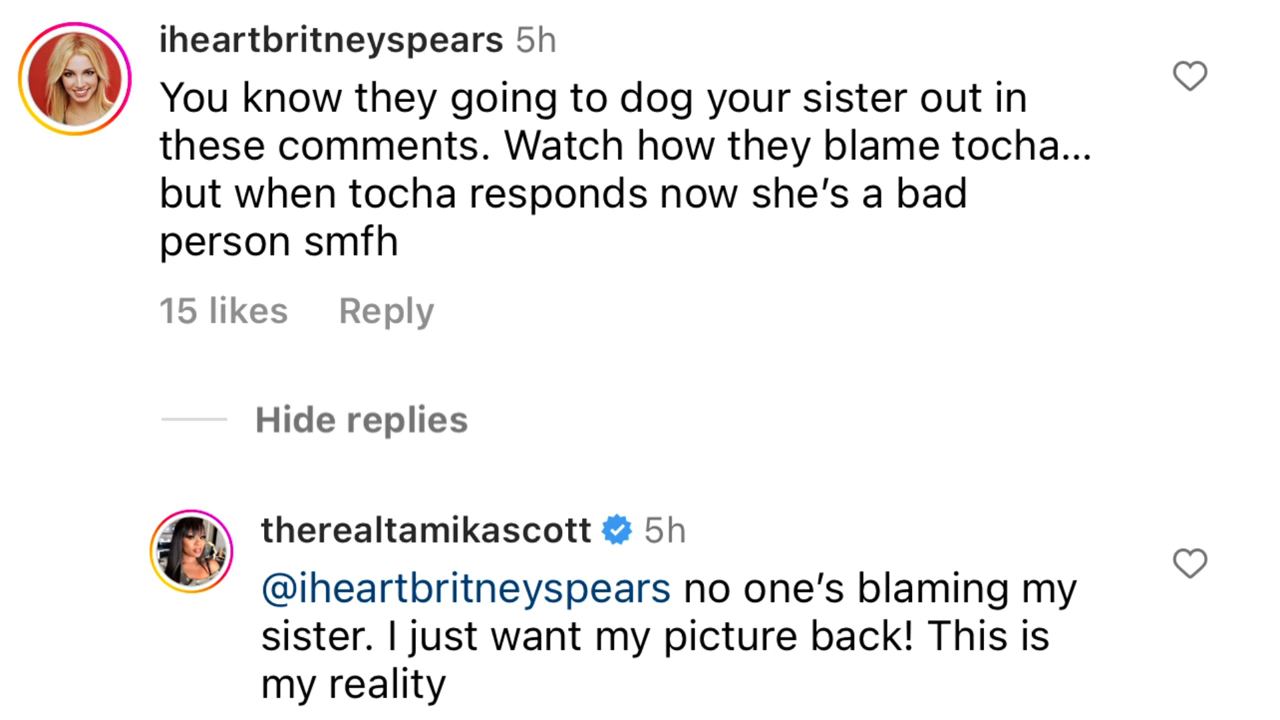 iheartbritneyspears 5h
You know they going to dog your sister out in
these comments. Watch how they blame tocha...
but when tocha responds now she’s a bad
person smfh
15 likes Reply
Hide replies
therealtamikascott 5h
@iheartbritneyspears no one’s blaming my
sister. I just want my picture back! This is
my reality